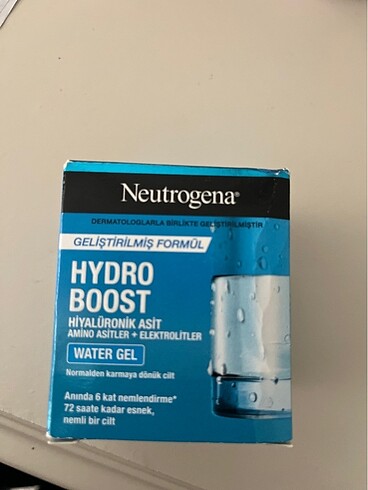 Neutrogena®
DERMATOLOGLARLA BİRLİKTE GELİŞTİRİLMİŞTİR
GELİŞTİRİLMİŞ FORMÜL
HYDRO
BOOST
HİYALÜRONİK ASİT
AMİNO ASİTLER + ELEKTROLİTLER
WATER GEL
Normalden karmaya dönük cilt
Anında 6 kat nemlendirme*
72 saate kadar esnek,
nemli bir cilt